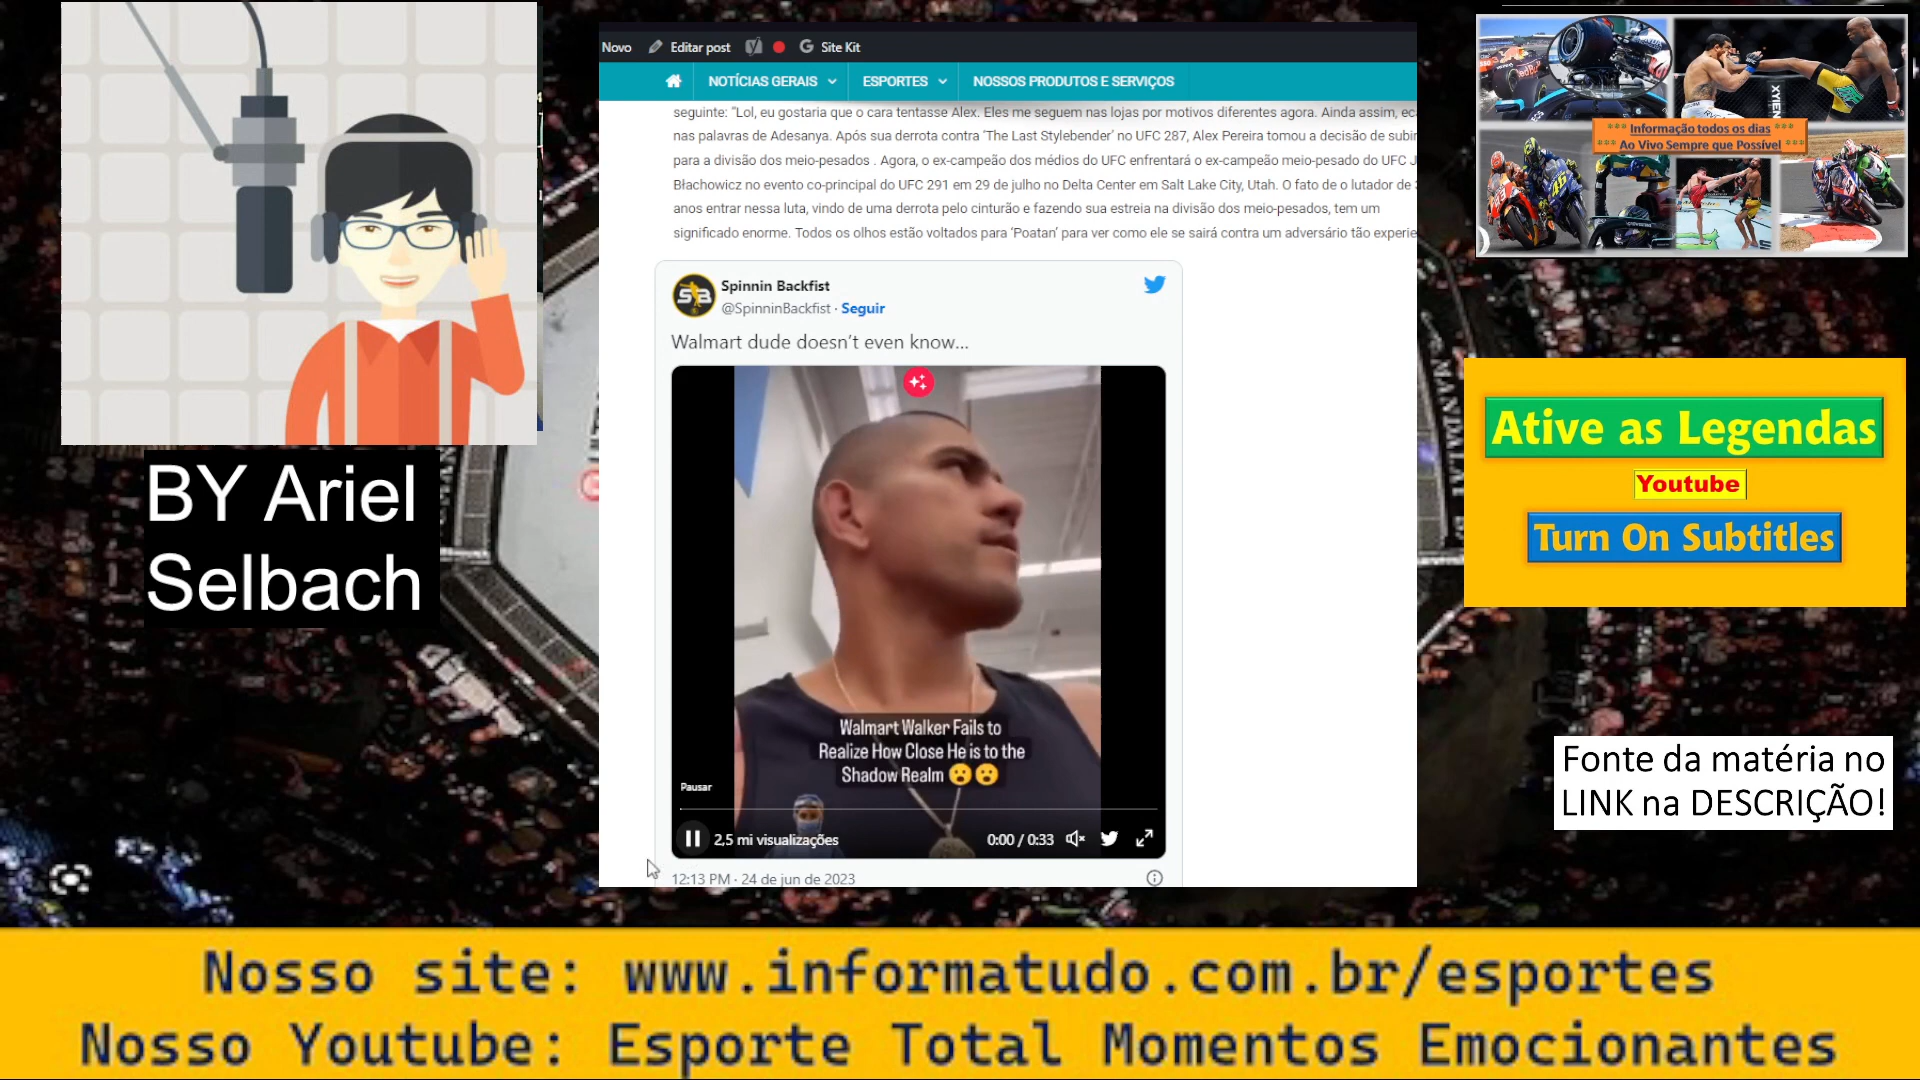 BY Ariel
Selbach
Novo
Editar post
Site Kit
NOTÍCIAS GERAIS
ESPORTES
NOSSOS PRODUTOS E SERVIÇOS
seguinte: "Lol, eu gostaria que o cara tentasse Alex. Eles me seguem nas lojas por motivos diferentes agora. Ainda assim,
nas palavras de Adesanya. Após sua derrota contra 'The Last Stylebender' no UFC 287, Alex Pereira tomou a decisão de subir
para a divisão dos meio-pesados . Agora, o ex-campeão dos médios do UFC enfrentará o ex-campeão meio-pesado do UFC
Błachowicz no evento co-principal do UFC 291 em 29 de julho no Delta Center em Salt Lake City, Utah. O fato de o lutador de
anos entrar nessa luta, vindo de uma derrota pelo cinturão e fazendo sua estreia na divisão dos meio-pesados, tem um
significado enorme. Todos os olhos estão voltados para 'Poatan' para ver como ele se sairá contra um adversário tão
Spinnin Backfist
@SpinninBackfist · Seguir
Walmart dude doesn't even know...
Walmart Walker Fails to
Realize How Close He is to the
Shadow Realm 😮😮
Pausar
2,5 mi visualizações
0:00 / 0:33
12:13 PM · 24 de jun de 2023
*** Informação todos os dias ***
*** Ao Vivo Sempre que Possível ***
Ative as Legendas
Youtube
Turn On Subtitles
Fonte da matéria no
LINK na DESCRIÇÃO!
Nosso site: www.informatudo.com.br/esportes
Nosso Youtube: Esporte Total Momentos Emocionantes